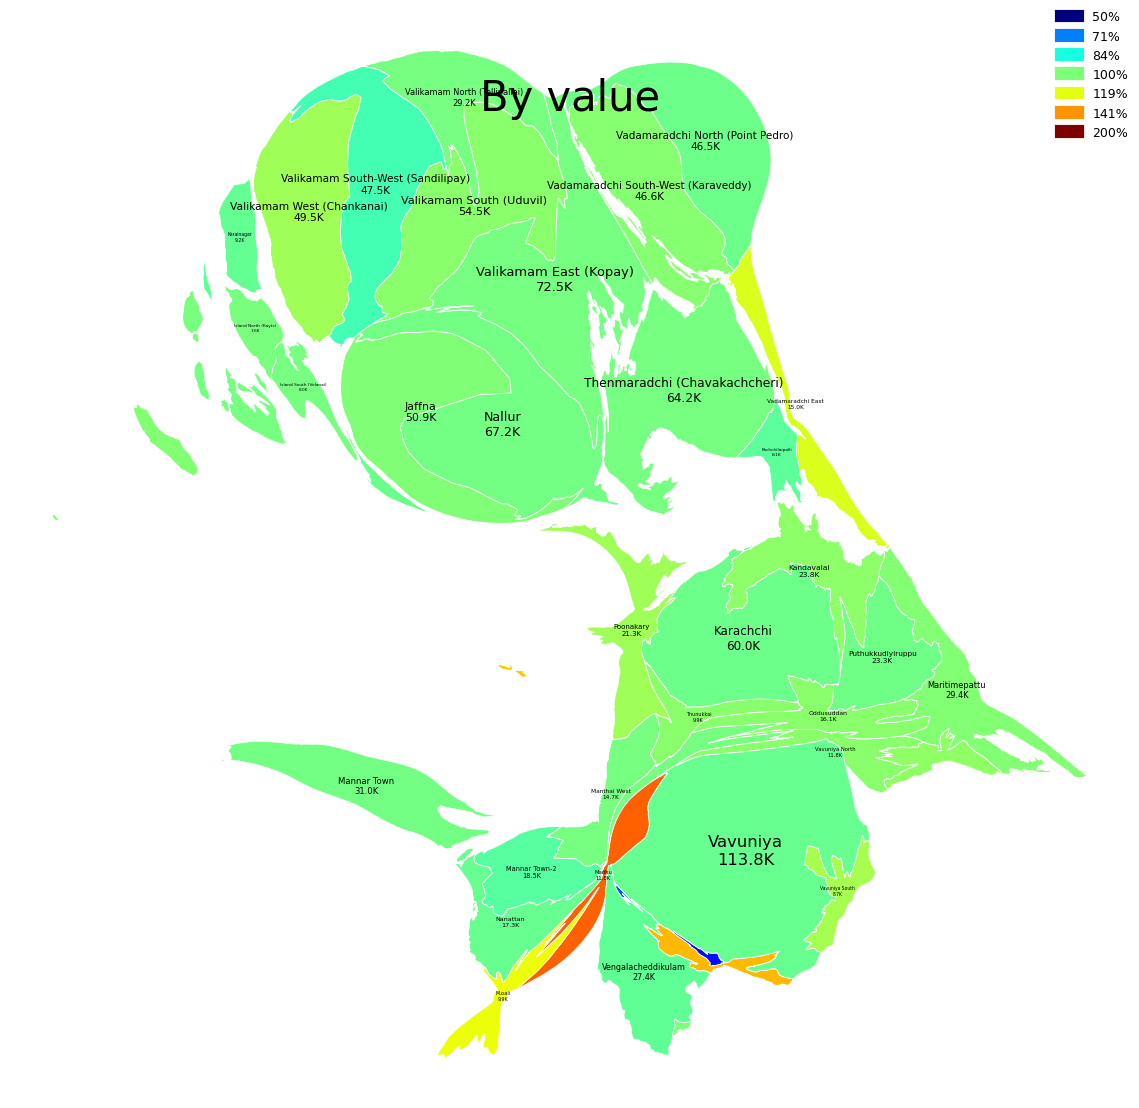 50%
71%
84%
100%
119%
141%
200%
By value
Valikamam North (Tellipallai)
29.2K
Vadamaradchi North (Point Pedro)
46.5K
Valikamam South-West (Sandilipay)
47.5K
Vadamaradchi South-West (Karaveddy)
46.6K
Valikamam West (Chankanai)
49.5K
Valikamam South (Uduvil)
54.5K
Karainagar
9.2K
Valikamam East (Kopay)
72.5K
Island North (Kayts)
Island South (Velanai)
8.0K
Thenmaradchi (Chavakachcheri)
64.2K
Vadamaradchi East
15.0K
Jaffna
50.9K
Nallur
67.2K
Pachchilaipalli
8.1K
Kandavalai
23.8K
Poonakary
21.3K
Karachchi
60.0K
Puthukkudiyiruppu
23.3K
Maritimepattu
29.4K
Thunukkai
9.9K
Oddusuddan
16.1K
Vavuniya North
11.8K
Mannar Town
31.0K
Manthai West
14.7K
Vavuniya
113.8K
Mannar Town-2
18.5K
Madhu
Vavuniya South
8.7K
Nanattan
17.3K
Vengalacheddikulam
27.4K
Musali
9.9K